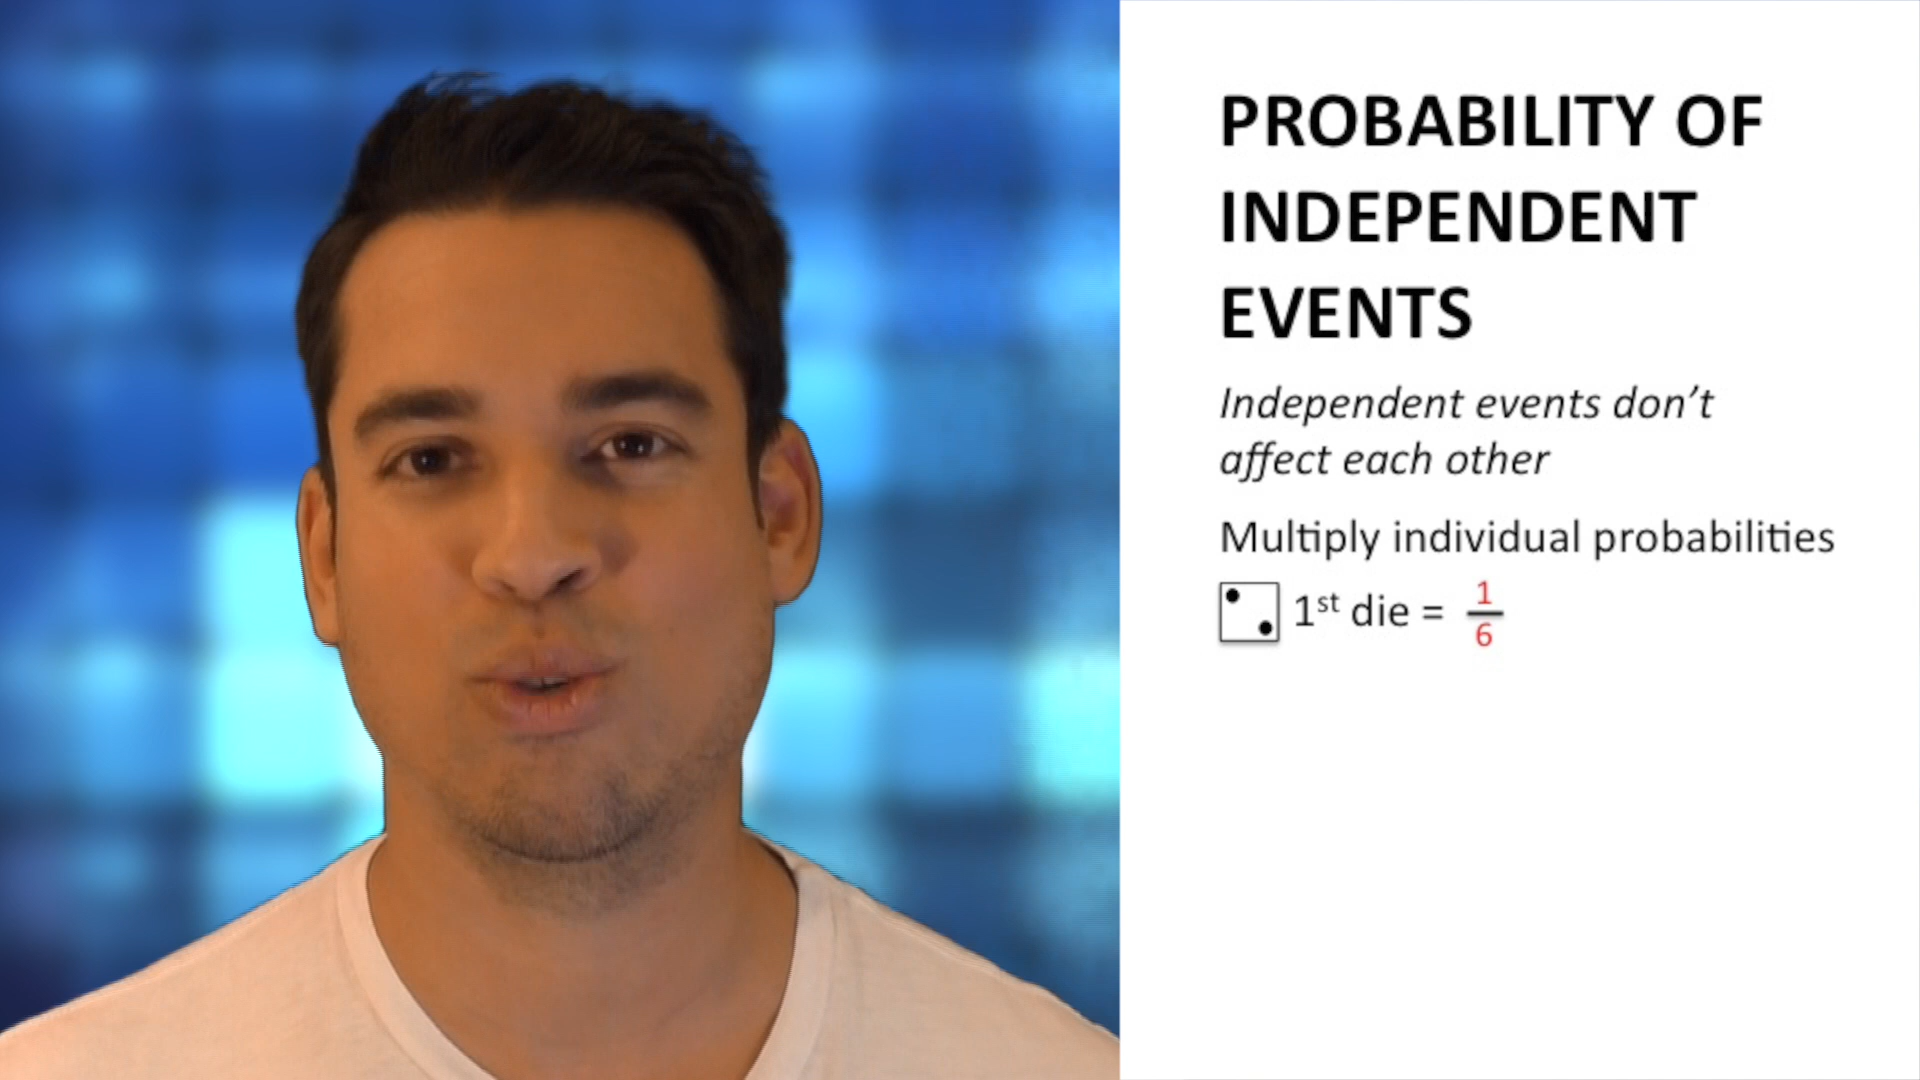 PROBABILITY OF
INDEPENDENT
EVENTS
Independent events don’t
affect each other
Multiply individual probabilities
1st die = 1/6